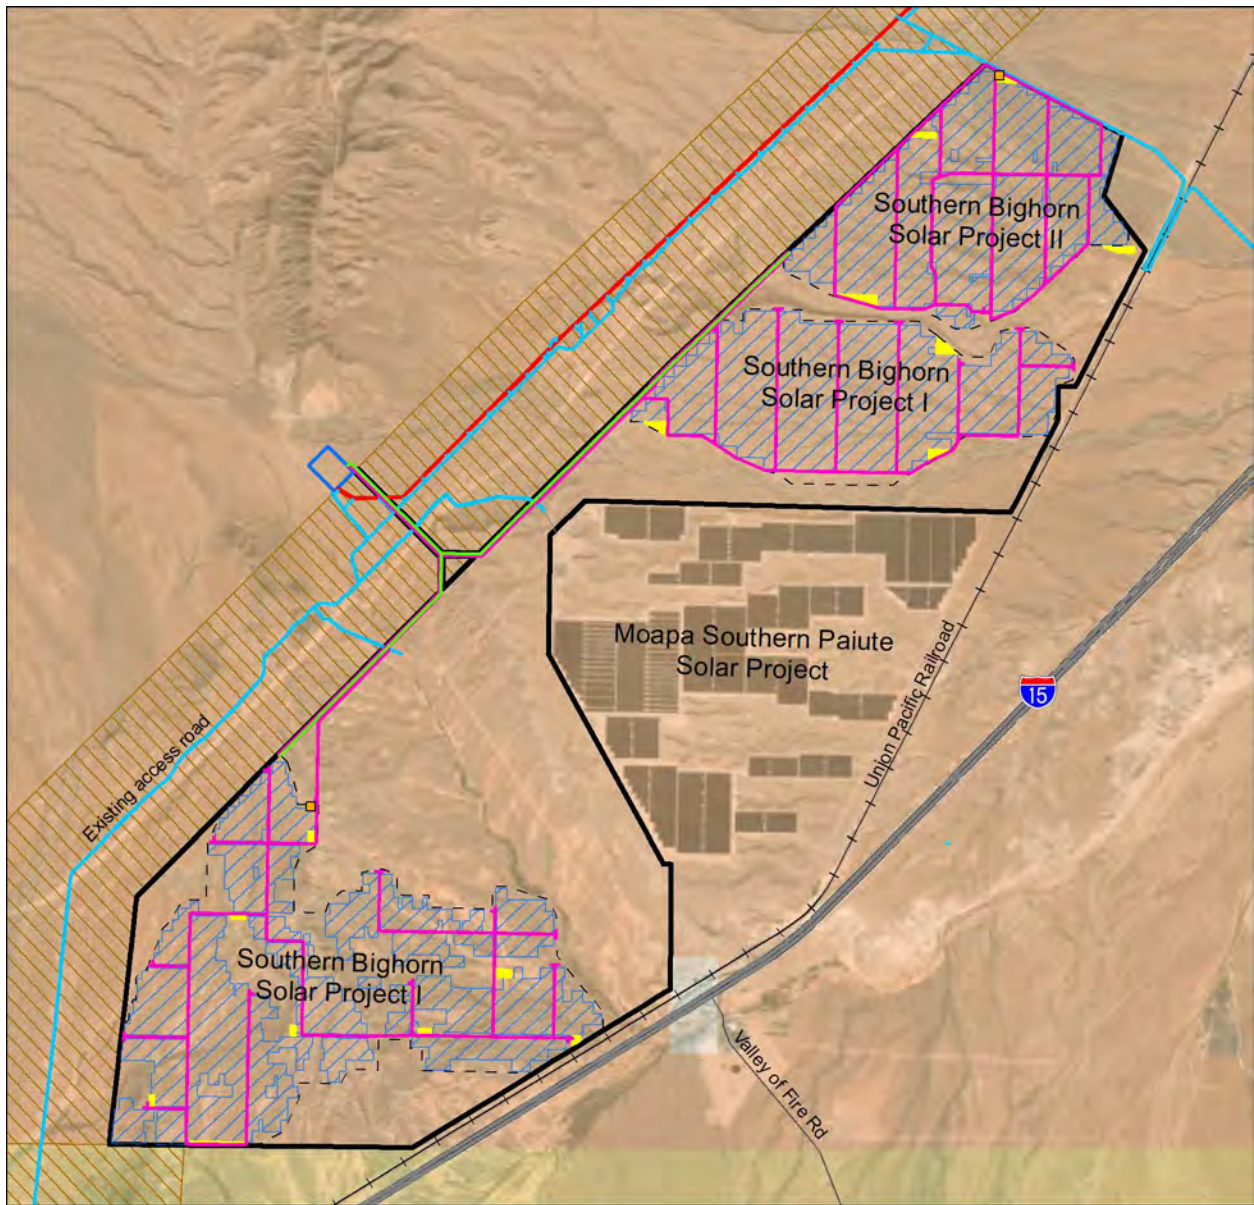 Southern Bighorn
Solar Project II
Southern Bighorn
Solar Project I
Moapa Southern Paiute
Solar Project
Union Pacific Railroad
15
Existing access road
Southern Bighorn
Solar Project I
Valley of Fire Rd